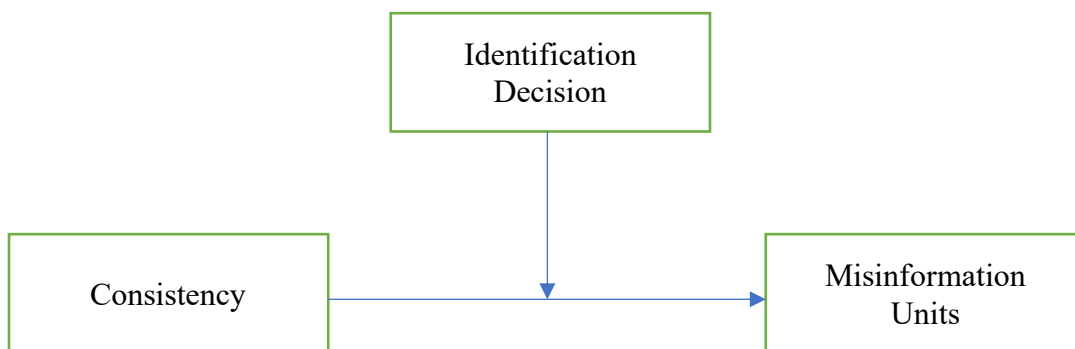 Identification
Decision
Consistency
Misinformation
Units